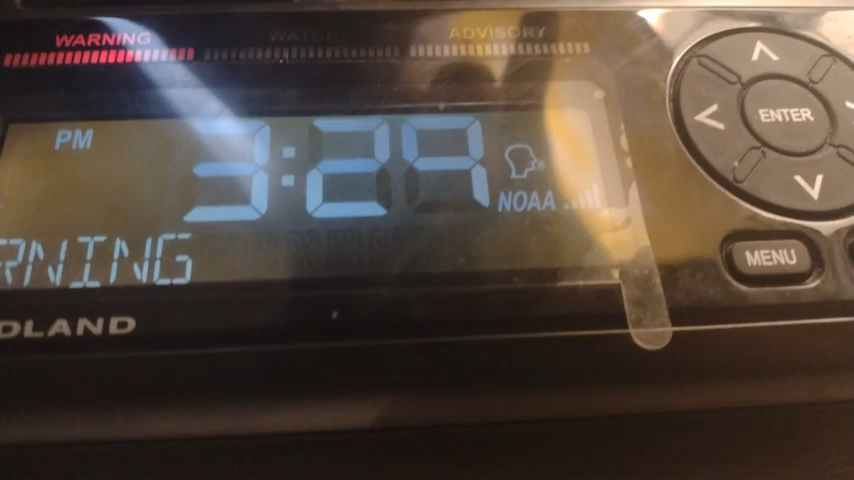 WARNING WATCH ADVISORY
PM 3:29
NOAA
RNING
DLAND
ENTER
MENU